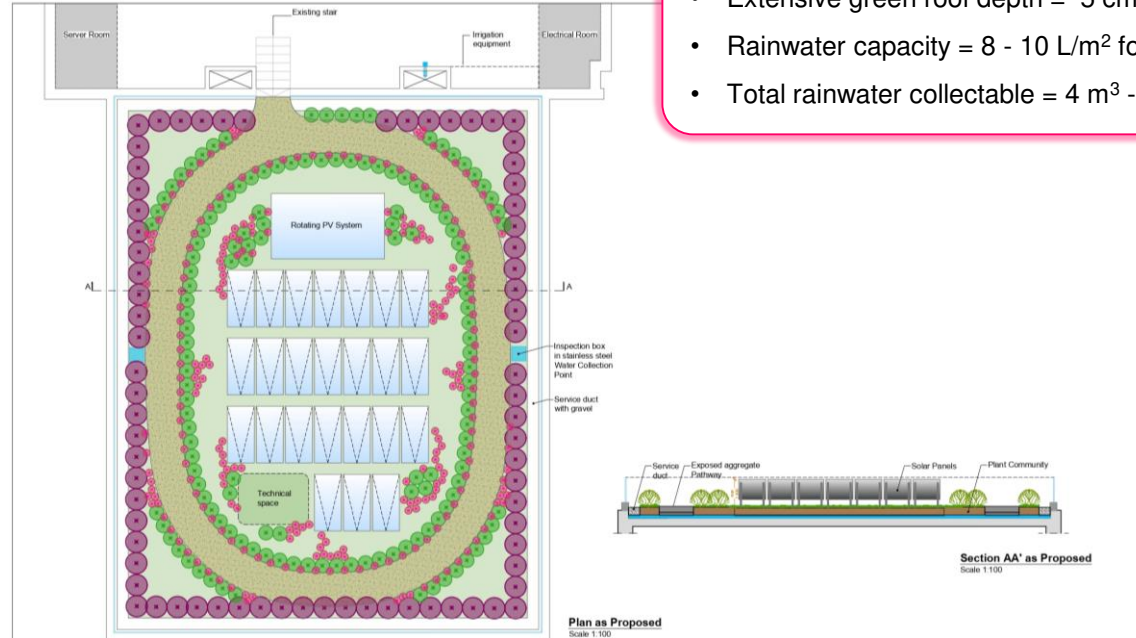 • Extensive green roof depth = 5 cm
• Rainwater capacity = 8 - 10 L/m² fo
• Total rainwater collectable = 4 m³ -
Existing stair
Server Room
Irrigation
equipment
Electrical Room
Rotating PV System
A
A
Inspection box
in stainless steel
Water Collection
Point
Service duct
with gravel
Technical
space
Service
duct
Exposed aggregate
Pathway
Solar Panels
Plant Community
Section AA' as Proposed
Scale 1:100
Plan as Proposed
Scale 1:100